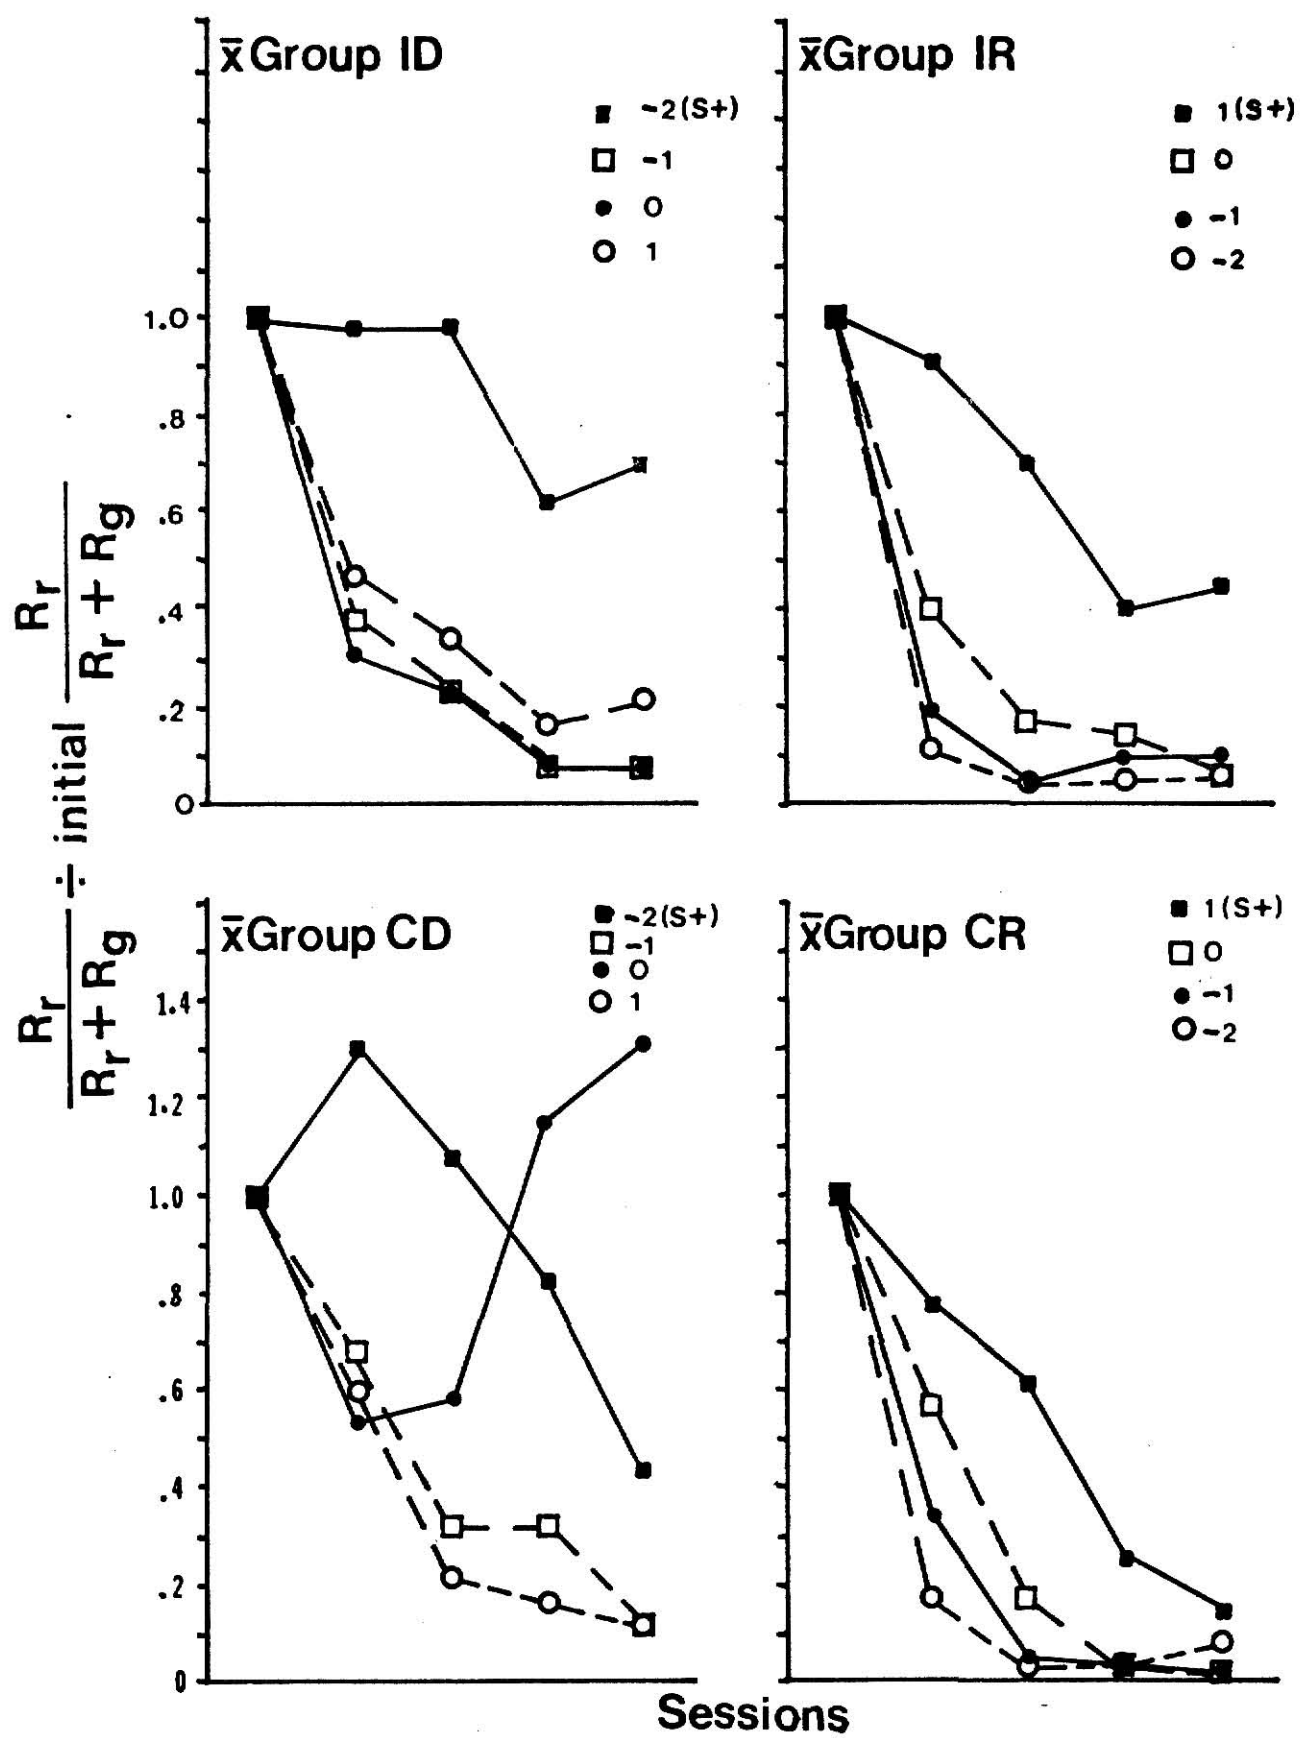 x̄ Group ID
-2(S+)
-1
0
1
x̄Group IR
1(S+)
0
-1
-2
1.0
.8
.6
.4
.2
0
x̄Group CD
-2(S+)
-1
0
1
x̄Group CR
1(S+)
0
-1
-2
1.4
1.2
1.0
.8
.6
.4
.2
0
Rr
Rr + Rg
÷ initial
Rr
Rr + Rg
Sessions